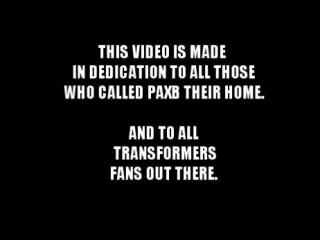 THIS VIDEO IS MADE
IN DEDICATION TO ALL THOSE
WHO CALLED PAXB THEIR HOME.
AND TO ALL
TRANSFORMERS
FANS OUT THERE.